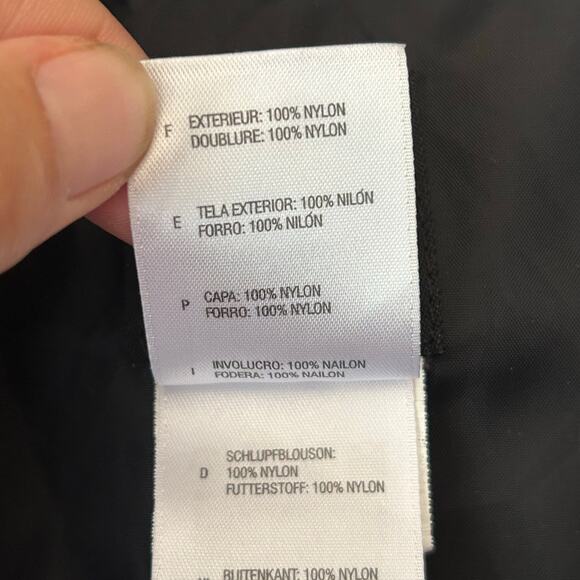 F EXTERIEUR: 100% NYLON
DOUBLURE: 100% NYLON
E TELA EXTERIOR: 100% NILÓN
FORRO: 100% NILÓN
P CAPA: 100% NYLON
FORRO: 100% NYLON
I INVOLUCRO: 100% NAILON
FODERA: 100% NAILON
SCHLUPFBLOUSON:
D 100% NYLON
FUTTERSTOFF: 100% NYLON
BUITENKANT: 100% NYLON